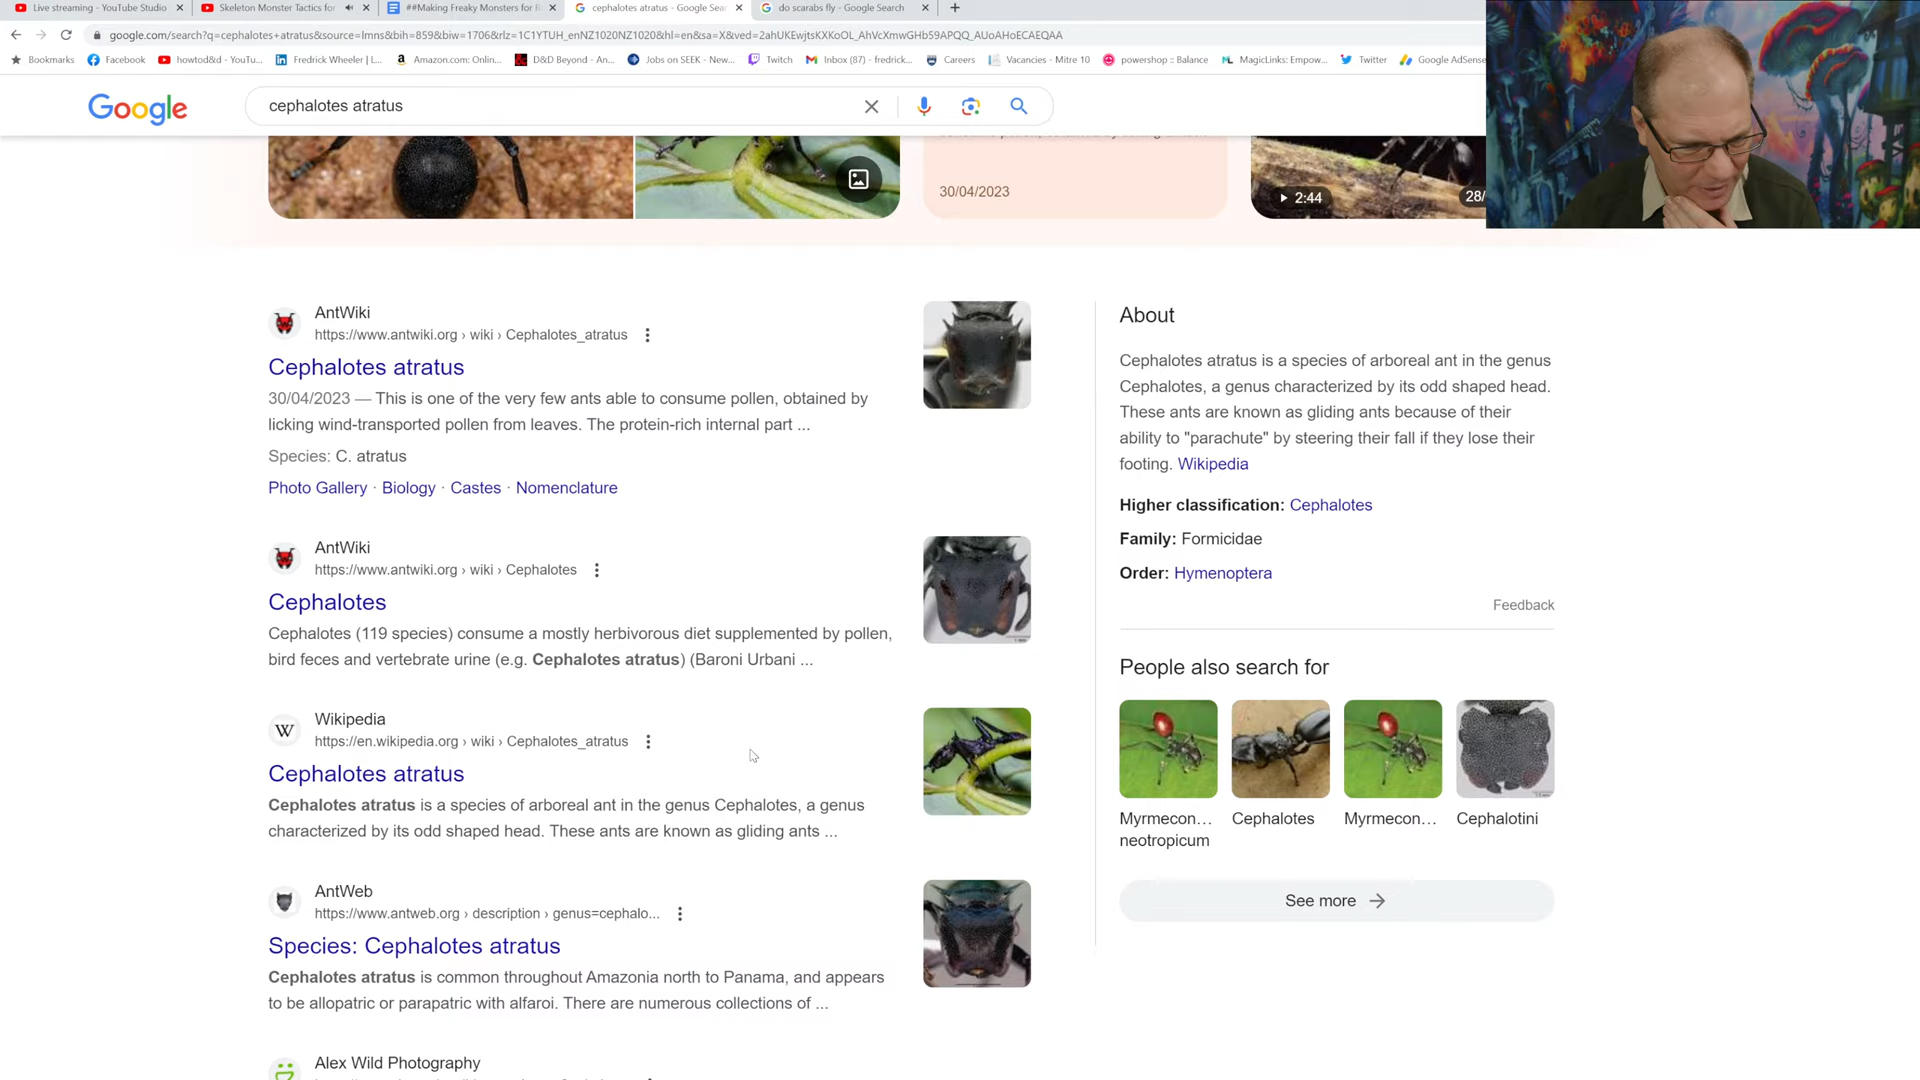 Live streaming - YouTube Studio
Skeleton Monster Tactics for
##Making Freaky Monsters for
cephalotes atratus - Google Sear
do scarabs fly - Google Search
google.com/search?q=cephalotes+atratus&source=lmns&bih=859&biw=1706&rlz=1C1YTUH_enNZ1020NZ1020&hl=en&sa=X&ved=2ahUKEwjtsKXKoOL_AhVcXmwGHb59APQQ_AUoAHoECAEQAA
Bookmarks
Facebook
howtod&d - YouTu...
Fredrick Wheeler | L...
Amazon.com: Onlin...
D&D Beyond - An...
Jobs on SEEK - New...
Twitch
Inbox (87) - fredrick...
Careers
Vacancies - Mitre 10
powershop :: Balance
MagicLinks: Empow...
Twitter
Google AdSense
Google
cephalotes atratus
30/04/2023
2:44
28/
AntWiki
https://www.antwiki.org › wiki › Cephalotes_atratus
Cephalotes atratus
30/04/2023 — This is one of the very few ants able to consume pollen, obtained by
licking wind-transported pollen from leaves. The protein-rich internal part ...
Species: C. atratus
Photo Gallery · Biology · Castes · Nomenclature
AntWiki
https://www.antwiki.org › wiki › Cephalotes
Cephalotes
Cephalotes (119 species) consume a mostly herbivorous diet supplemented by pollen,
bird feces and vertebrate urine (e.g. Cephalotes atratus) (Baroni Urbani ...
Wikipedia
https://en.wikipedia.org › wiki › Cephalotes_atratus
Cephalotes atratus
Cephalotes atratus is a species of arboreal ant in the genus Cephalotes, a genus
characterized by its odd shaped head. These ants are known as gliding ants ...
AntWeb
https://www.antweb.org › description › genus=cephalo...
Species: Cephalotes atratus
Cephalotes atratus is common throughout Amazonia north to Panama, and appears
to be allopatric or parapatric with alfaroi. There are numerous collections of ...
Alex Wild Photography
About
Cephalotes atratus is a species of arboreal ant in the genus
Cephalotes, a genus characterized by its odd shaped head.
These ants are known as gliding ants because of their
ability to "parachute" by steering their fall if they lose their
footing. Wikipedia
Higher classification: Cephalotes
Family: Formicidae
Order: Hymenoptera
Feedback
People also search for
Myrmecon...
neotropicum
Cephalotes
Myrmecon...
Cephalotini
See more